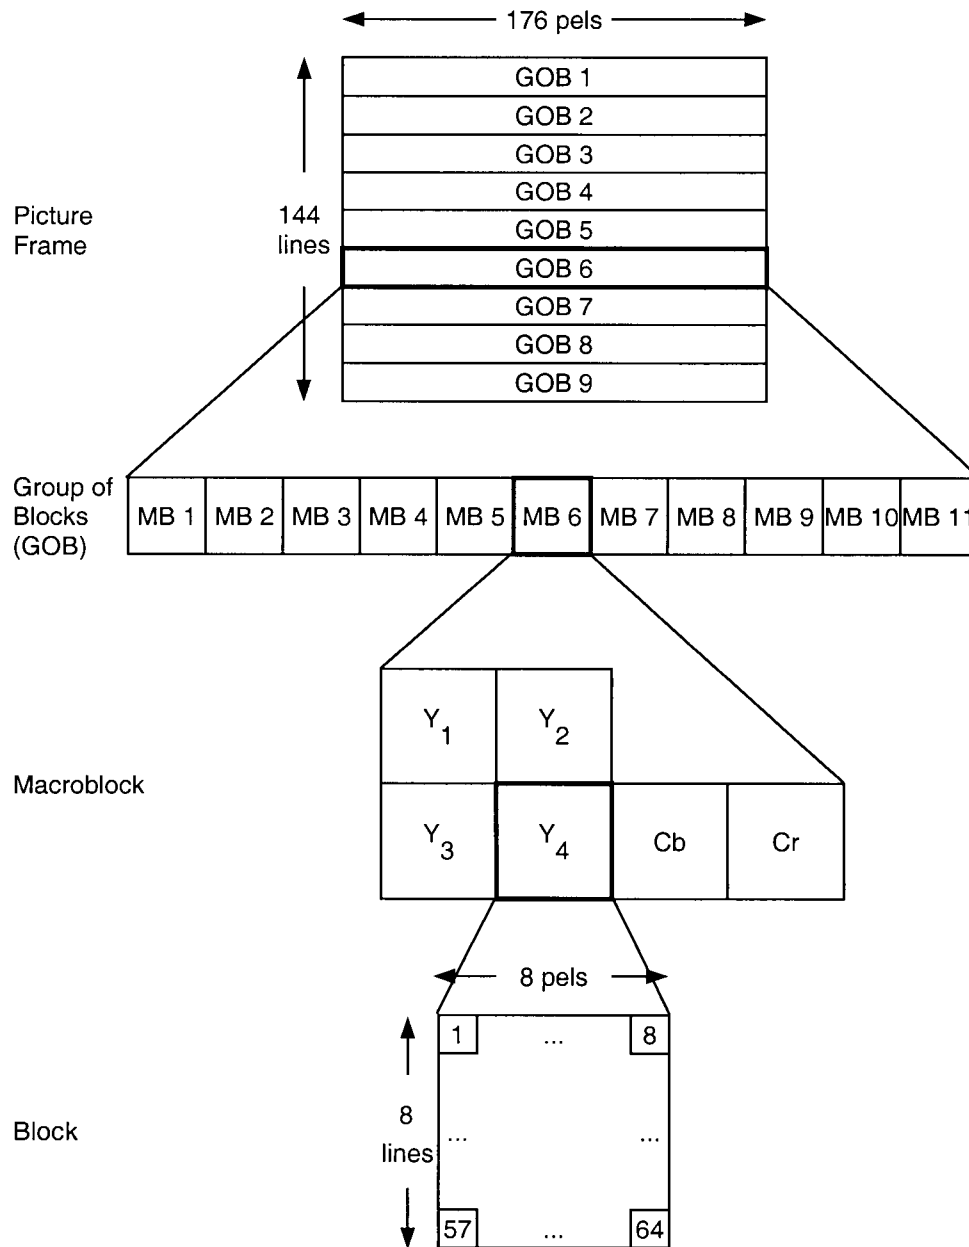 176 pels
GOB 1
GOB 2
GOB 3
GOB 4
GOB 5
GOB 6
GOB 7
GOB 8
GOB 9
144
lines
Picture
Frame
Group of
Blocks
(GOB)
MB 1 MB 2 MB 3 MB 4 MB 5 MB 6 MB 7 MB 8 MB 9 MB 10 MB 11
Macroblock
Y1 Y2
Y3 Y4 Cb Cr
8 pels
Block
8
lines
1 ... 8
... ...
57 ... 64